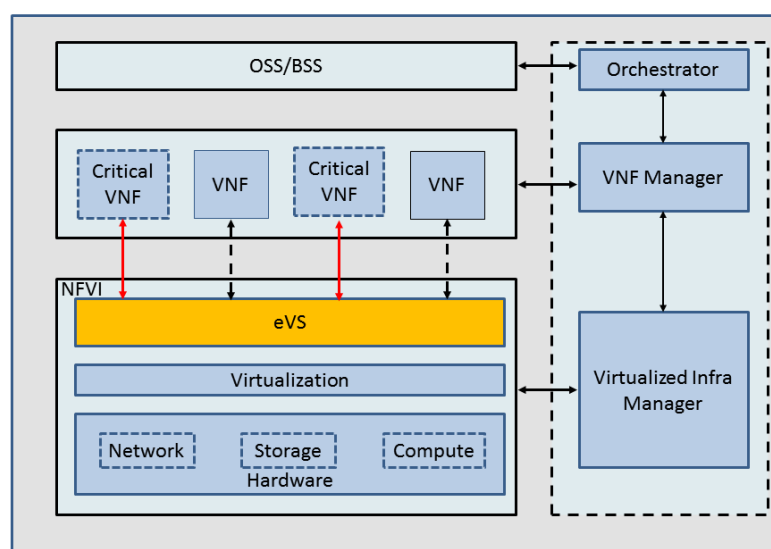 OSS/BSS
Orchestrator
Critical
VNF
VNF
Critical
VNF
VNF
VNF Manager
NFVI
eVS
Virtualization
Virtualized Infra
Manager
Network
Storage
Compute
Hardware